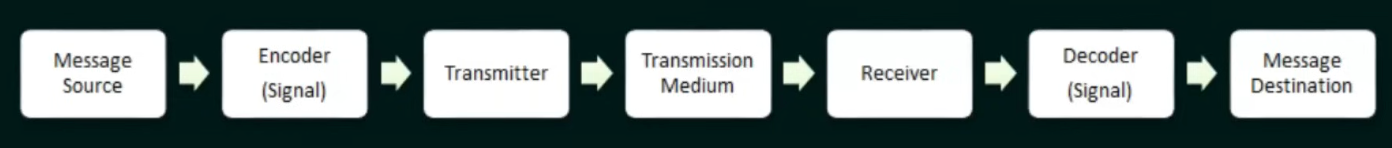 Message
Source
Encoder
(Signal)
Transmitter
Transmission
Medium
Receiver
Decoder
(Signal)
Message
Destination